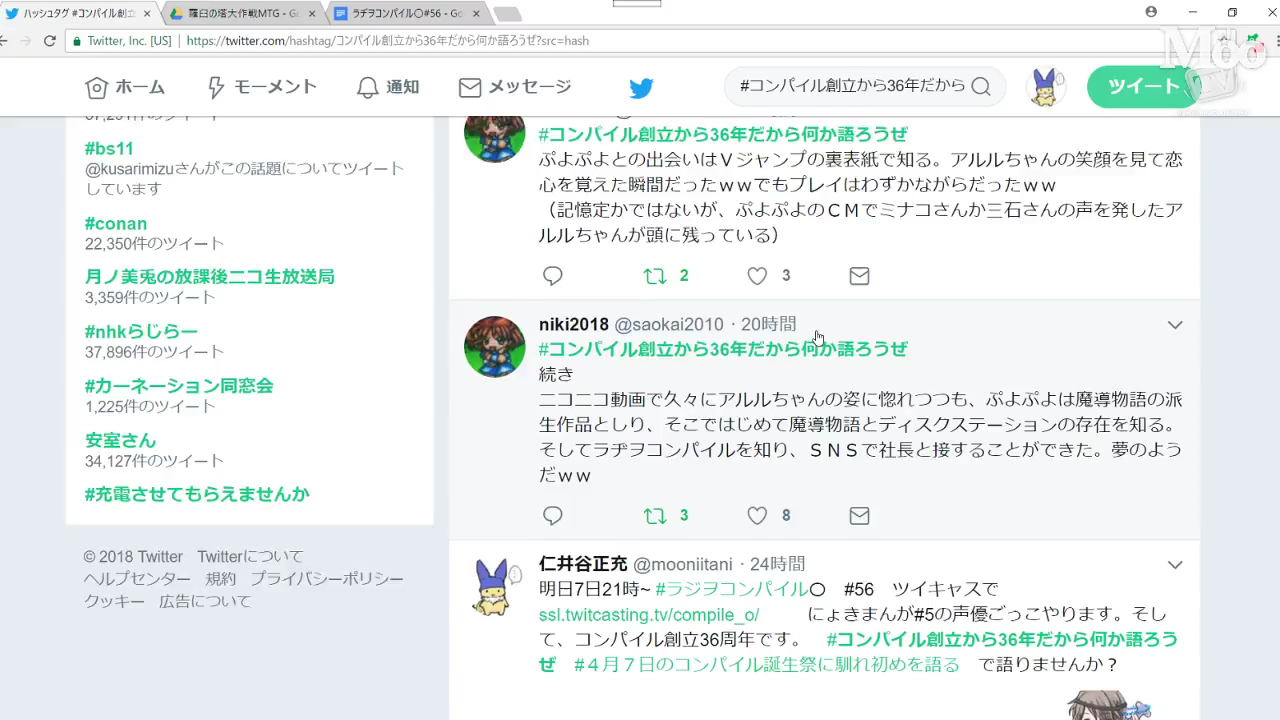 ハッシュタグ #コンパイル創立
羅臼の塔大作戦MTG - Go
ラヂヲコンパイル〇#56 - Go
Twitter, Inc. [US] | https://twitter.com/hashtag/コンパイル創立から36年だから何か語ろうぜ?src=hash
Moo
ホーム モーメント 通知 メッセージ #コンパイル創立から36年だから ツイート
#bs11
@kusarimizuさんがこの話題についてツイート
しています
#conan
22,350件のツイート
月ノ美兎の放課後ニコ生放送局
3,359件のツイート
#nhkらじらー
37,896件のツイート
#カーネーション同窓会
1,225件のツイート
安室さん
34,127件のツイート
#充電させてもらえませんか
© 2018 Twitter Twitterについて
ヘルプセンター 規約 プライバシーポリシー
クッキー 広告について
#コンパイル創立から36年だから何か語ろうぜ
ぷよぷよとの出会いはＶジャンプの裏表紙で知る。アルルちゃんの笑顔を見て恋
心を覚えた瞬間だったｗｗでもプレイはわずかながらだったｗｗ
（記憶定かではないが、ぷよぷよのＣＭでミナコさんか三石さんの声を発したア
ルルちゃんが頭に残っている）
2 3
niki2018 @saokai2010 · 20時間
#コンパイル創立から36年だから何か語ろうぜ
続き
ニコニコ動画で久々にアルルちゃんの姿に惚れつつも、ぷよぷよは魔導物語の派
生作品としり、そこではじめて魔導物語とディスクステーションの存在を知る。
そしてラヂヲコンパイルを知り、ＳＮＳで社長と接することができた。夢のよう
だｗｗ
3 8
仁井谷正充 @mooniitani · 24時間
明日7日21時~ #ラジヲコンパイル〇 #56 ツイキャスで
ssl.twitcasting.tv/compile_o/ にょきまんが#5の声優ごっこやります。そし
て、コンパイル創立36周年です。 #コンパイル創立から36年だから何か語ろう
ぜ #４月７日のコンパイル誕生祭に馴れ初めを語る で語りませんか？